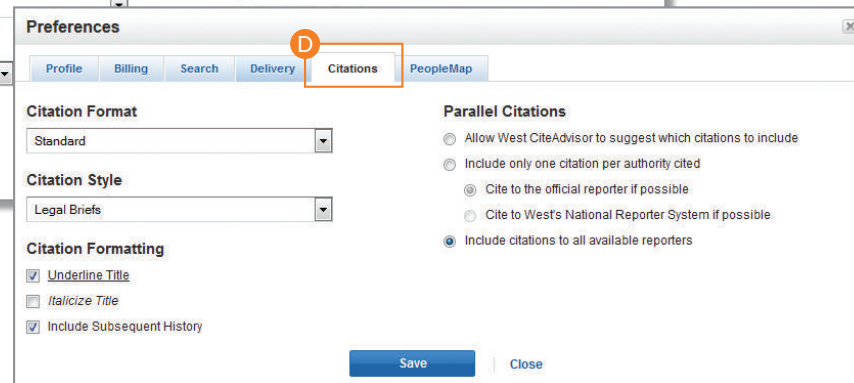 Preferences
D
Profile Billing Search Delivery Citations PeopleMap
Citation Format
Standard
Citation Style
Legal Briefs
Citation Formatting
Underline Title
Italicize Title
Include Subsequent History
Parallel Citations
Allow West CiteAdvisor to suggest which citations to include
Include only one citation per authority cited
Cite to the official reporter if possible
Cite to West's National Reporter System if possible
Include citations to all available reporters
Save | Close